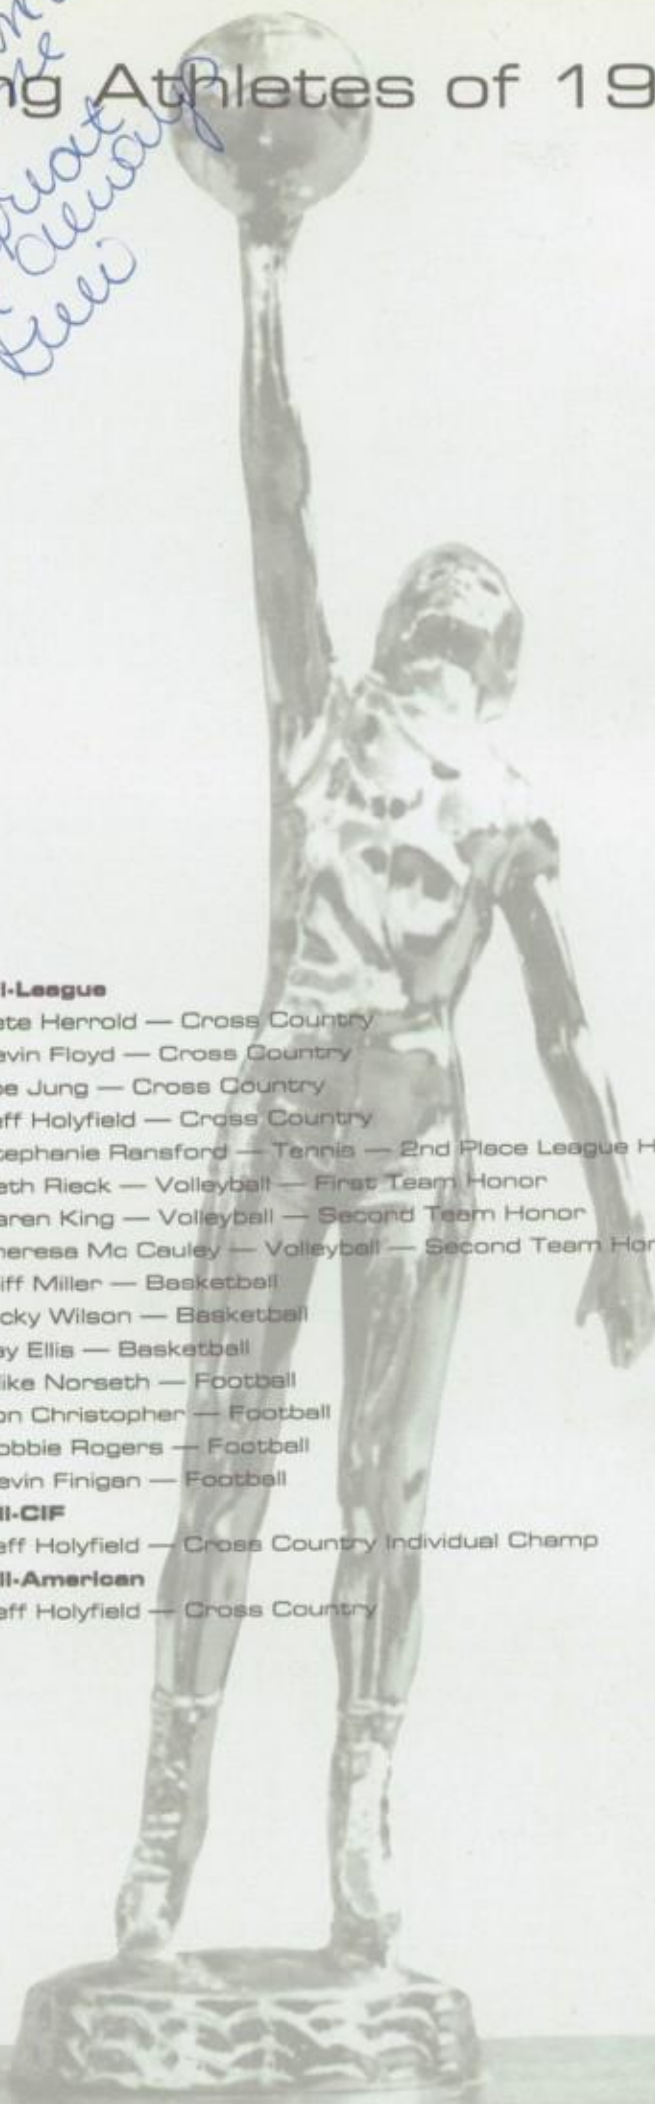 ng Athletes of 19
always
l-League
ete Herrold — Cross Country
evin Floyd — Cross Country
oe Jung — Cross Country
eff Holyfield — Cross Country
tephanie Ransford — Tennis — 2nd Place League H
eth Rieck — Volleyball — First Team Honor
aren King — Volleyball — Second Team Honor
heresa Mc Cauley — Volleyball — Second Team Hon
liff Miller — Basketball
icky Wilson — Basketball
ay Ellis — Basketball
ike Norseth — Football
on Christopher — Football
obbie Rogers — Football
evin Finigan — Football
ll-CIF
eff Holyfield — Cross Country Individual Champ
ll-American
eff Holyfield — Cross Country